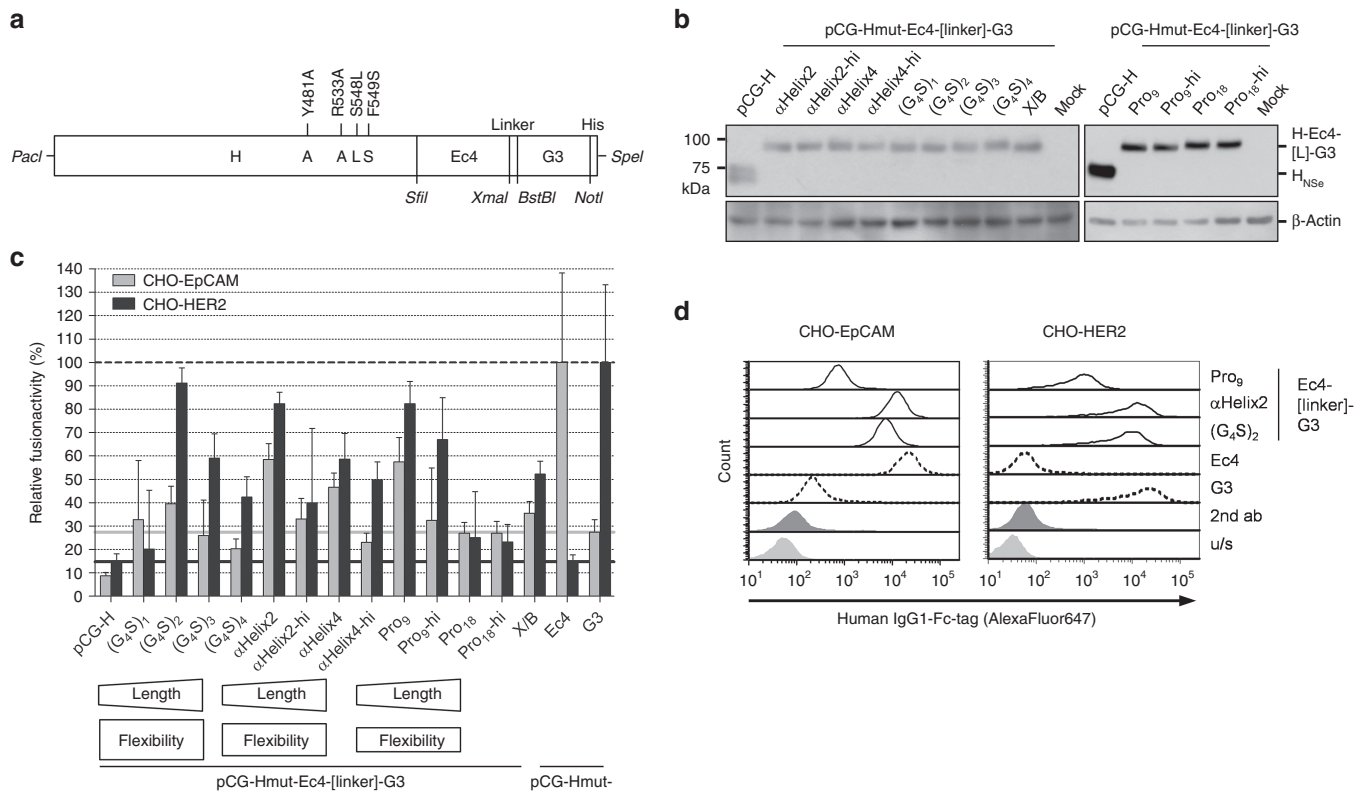 a
Y481A
R533A
S548L
F549S
Linker
His
PacI
H
A
A L S
Ec4
G3
SpeI
SfiI
XmaI
BstBI
NotI
b
pCG-Hmut-Ec4-[linker]-G3
pCG-Hmut-Ec4-[linker]-G3
pCG-H
αHelix2
αHelix2-hi
αHelix4
αHelix4-hi
(G₄S)₁
(G₄S)₂
(G₄S)₃
(G₄S)₄
X/B
Mock
pCG-H
Pro₉
Pro₉-hi
Pro₁₈
Pro₁₈-hi
Mock
100
75
kDa
H-Ec4-
[L]-G3
H_NSe
β-Actin
c
Relative fusionactivity (%)
140
130
120
110
100
90
80
70
60
50
40
30
20
10
0
CHO-EpCAM
CHO-HER2
pCG-H
(G₄S)₁
(G₄S)₂
(G₄S)₃
(G₄S)₄
αHelix2
αHelix2-hi
αHelix4
αHelix4-hi
Pro₉
Pro₉-hi
Pro₁₈
Pro₁₈-hi
X/B
Ec4
G3
Length
Length
Length
Flexibility
Flexibility
Flexibility
pCG-Hmut-Ec4-[linker]-G3
pCG-Hmut-
d
CHO-EpCAM
CHO-HER2
Count
Pro₉
αHelix2
(G₄S)₂
Ec4-
[linker]-
G3
Ec4
G3
2nd ab
u/s
10¹ 10² 10³ 10⁴ 10⁵
10¹ 10² 10³ 10⁴ 10⁵
Human IgG1-Fc-tag (AlexaFluor647)